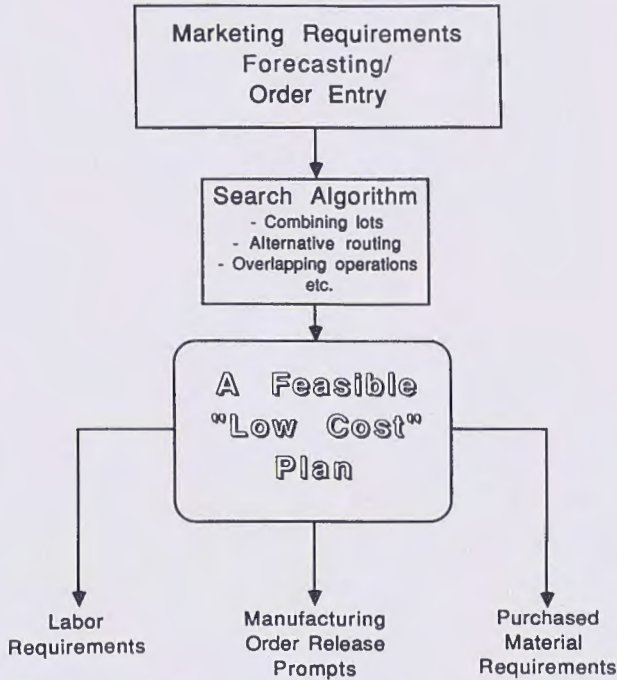 Marketing Requirements
Forecasting/
Order Entry
Search Algorithm
- Combining lots
- Alternative routing
- Overlapping operations
etc.
A Feasible
"Low Cost"
Plan
Labor
Requirements
Manufacturing
Order Release
Prompts
Purchased
Material
Requirements